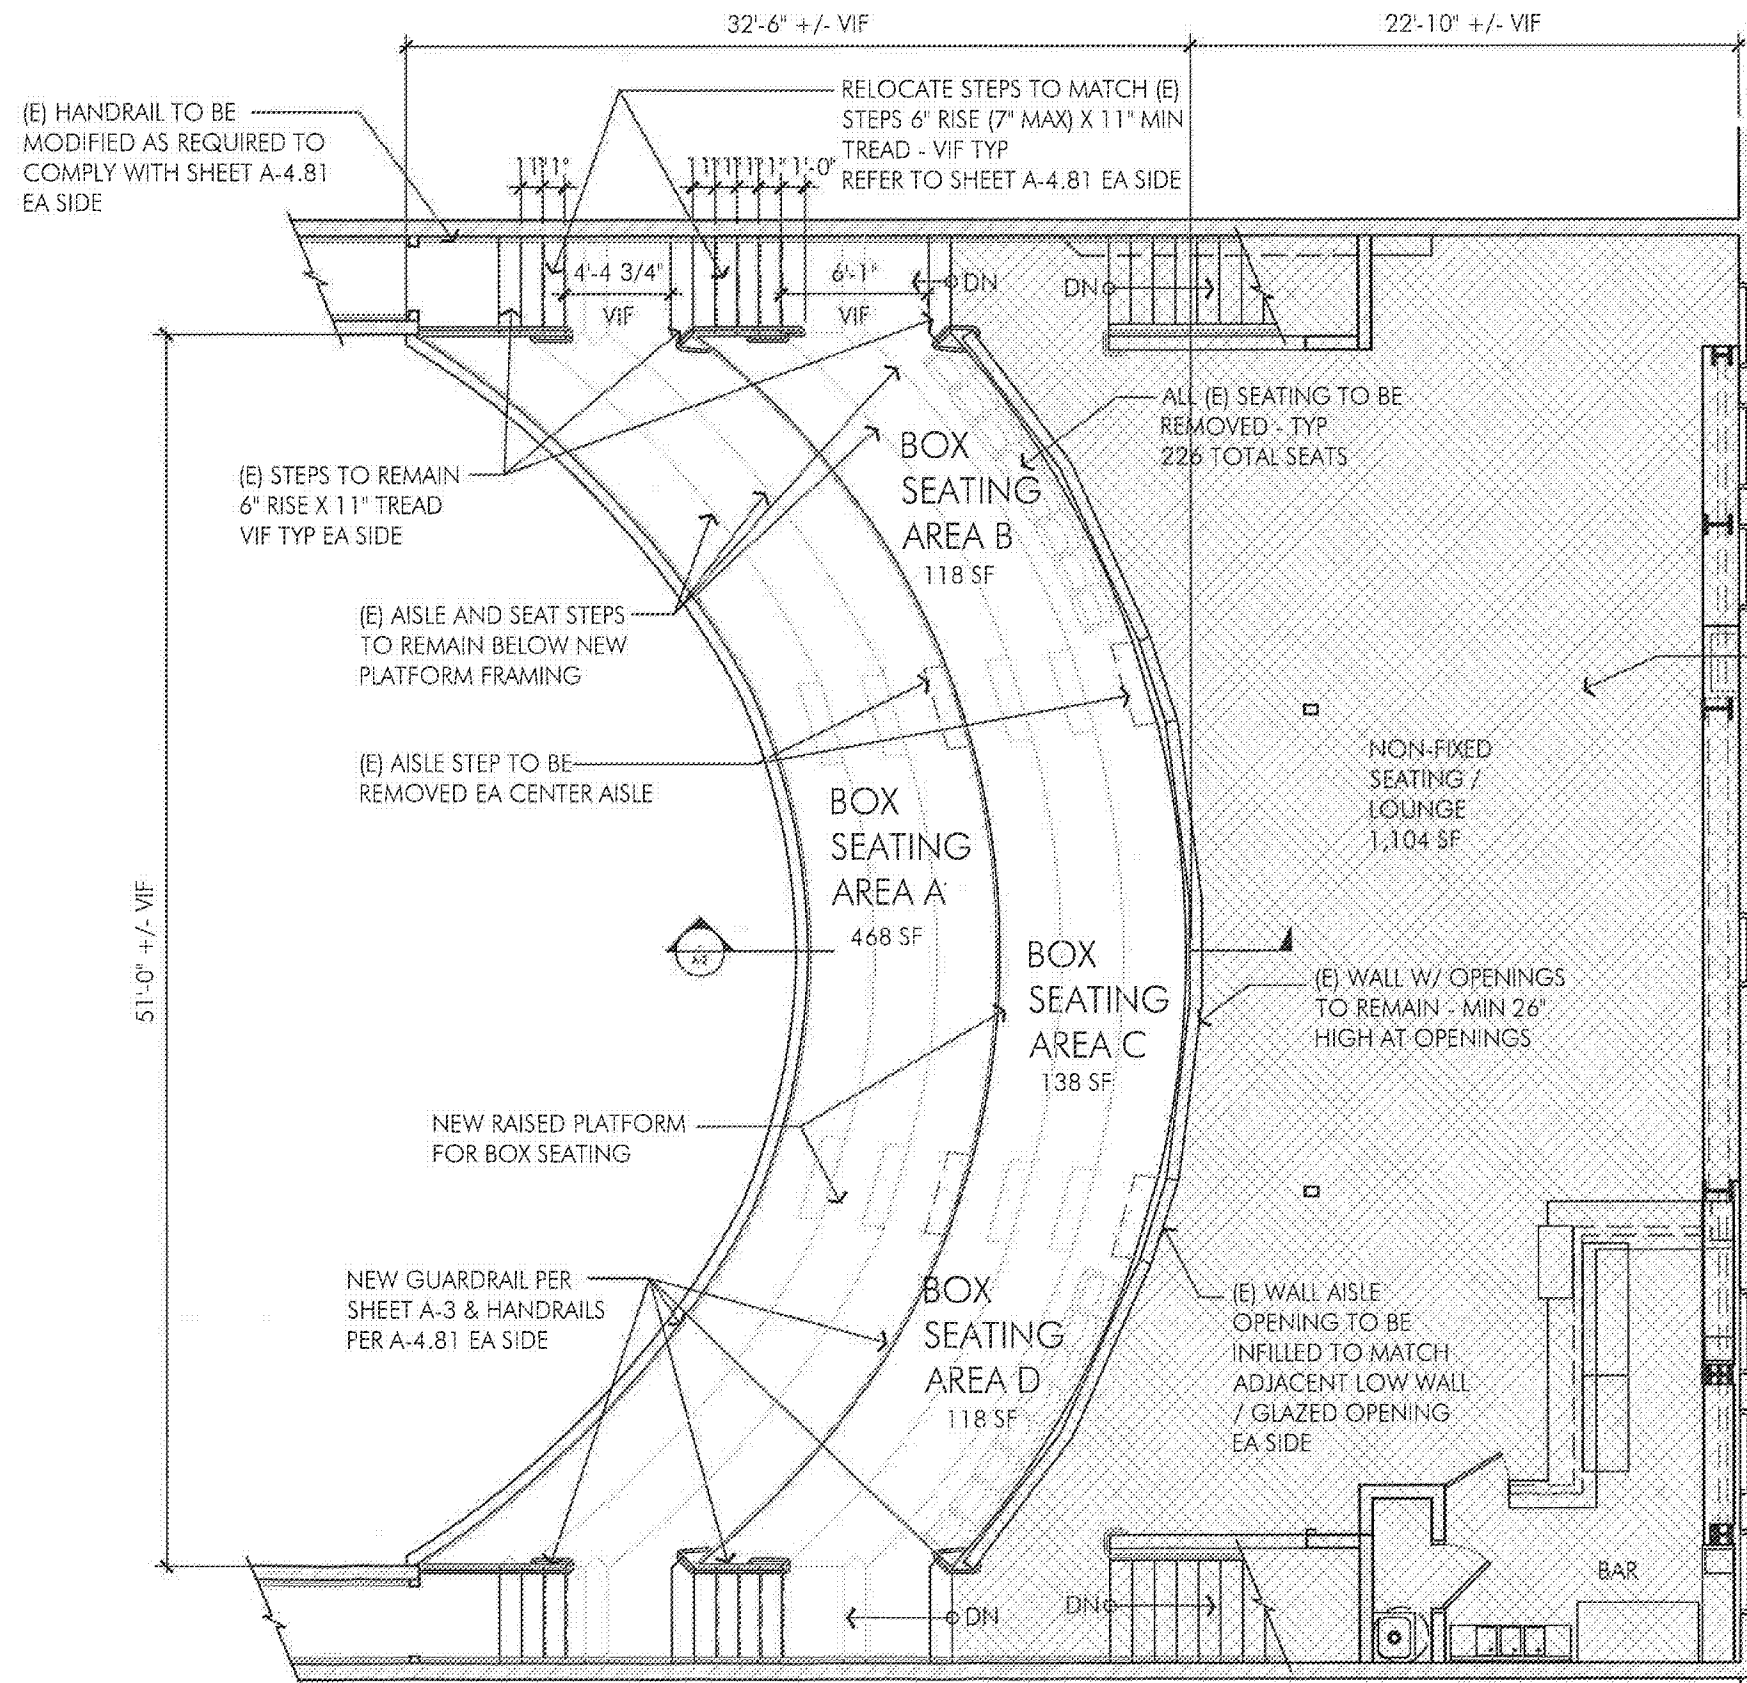 32'-6" +/- VIF
22'-10" +/- VIF
(E) HANDRAIL TO BE
MODIFIED AS REQUIRED TO
COMPLY WITH SHEET A-4.81
EA SIDE
RELOCATE STEPS TO MATCH (E)
STEPS 6" RISE (7" MAX) X 11" MIN
TREAD - VIF TYP
REFER TO SHEET A-4.81 EA SIDE
1'-0"
4'-4 3/4"
VIF
6'-1"
VIF
DN
DN
ALL (E) SEATING TO BE
REMOVED - TYP
226 TOTAL SEATS
BOX
SEATING
AREA B
118 SF
(E) STEPS TO REMAIN
6" RISE X 11" TREAD
VIF TYP EA SIDE
(E) AISLE AND SEAT STEPS
TO REMAIN BELOW NEW
PLATFORM FRAMING
(E) AISLE STEP TO BE
REMOVED EA CENTER AISLE
NON-FIXED
SEATING /
LOUNGE
1,104 SF
BOX
SEATING
AREA A
468 SF
51'-0" +/- VIF
BOX
SEATING
AREA C
138 SF
(E) WALL W/ OPENINGS
TO REMAIN - MIN 26"
HIGH AT OPENINGS
NEW RAISED PLATFORM
FOR BOX SEATING
NEW GUARDRAIL PER
SHEET A-3 & HANDRAILS
PER A-4.81 EA SIDE
BOX
SEATING
AREA D
118 SF
(E) WALL AISLE
OPENING TO BE
INFILLED TO MATCH
ADJACENT LOW WALL
/ GLAZED OPENING
EA SIDE
BAR
DN
DN